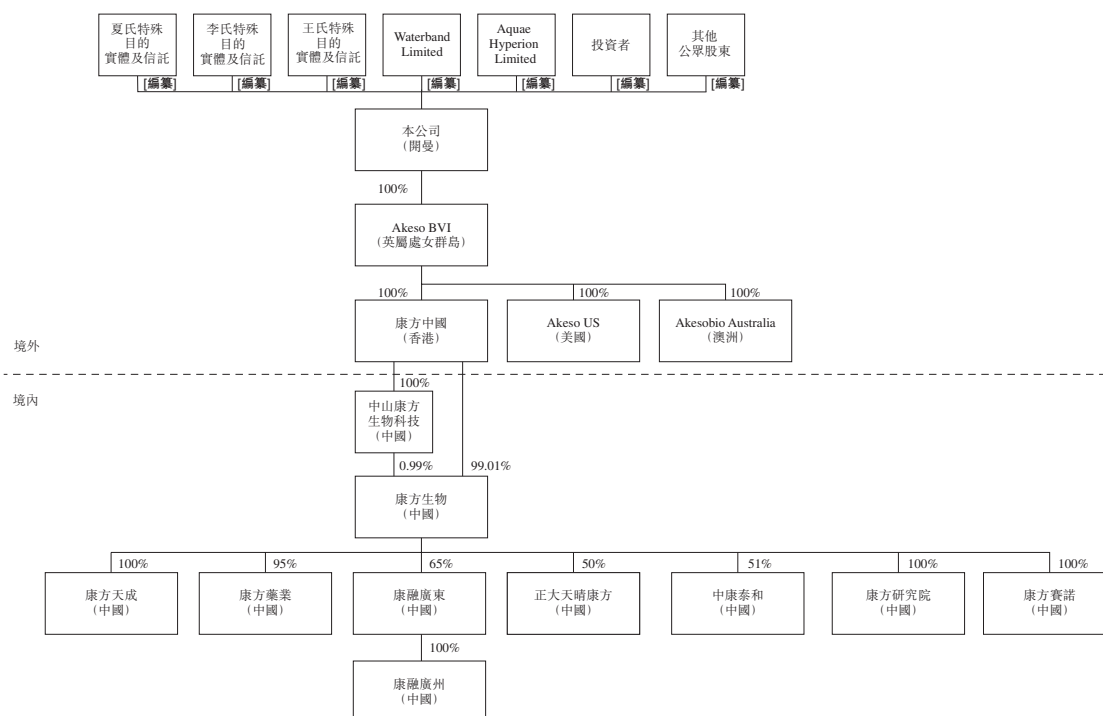 夏氏特殊
目的
實體及信託
李氏特殊
目的
實體及信託
王氏特殊
目的
實體及信託
Waterband
Limited
Aquae
Hyperion
Limited
投資者
其他
公眾股東
[編纂]
[編纂]
[編纂]
[編纂]
[編纂]
[編纂]
[編纂]
本公司
(開曼)
100%
Akeso BVI
(英屬處女群島)
100%
100%
100%
康方中國
(香港)
Akeso US
(美國)
Akesobio Australia
(澳洲)
境外
境內
100%
中山康方
生物科技
(中國)
0.99%
99.01%
康方生物
(中國)
100%
95%
65%
50%
51%
100%
100%
康方天成
(中國)
康方藥業
(中國)
康融廣東
(中國)
正大天晴康方
(中國)
中康泰和
(中國)
康方研究院
(中國)
康方賽諾
(中國)
100%
康融廣州
(中國)